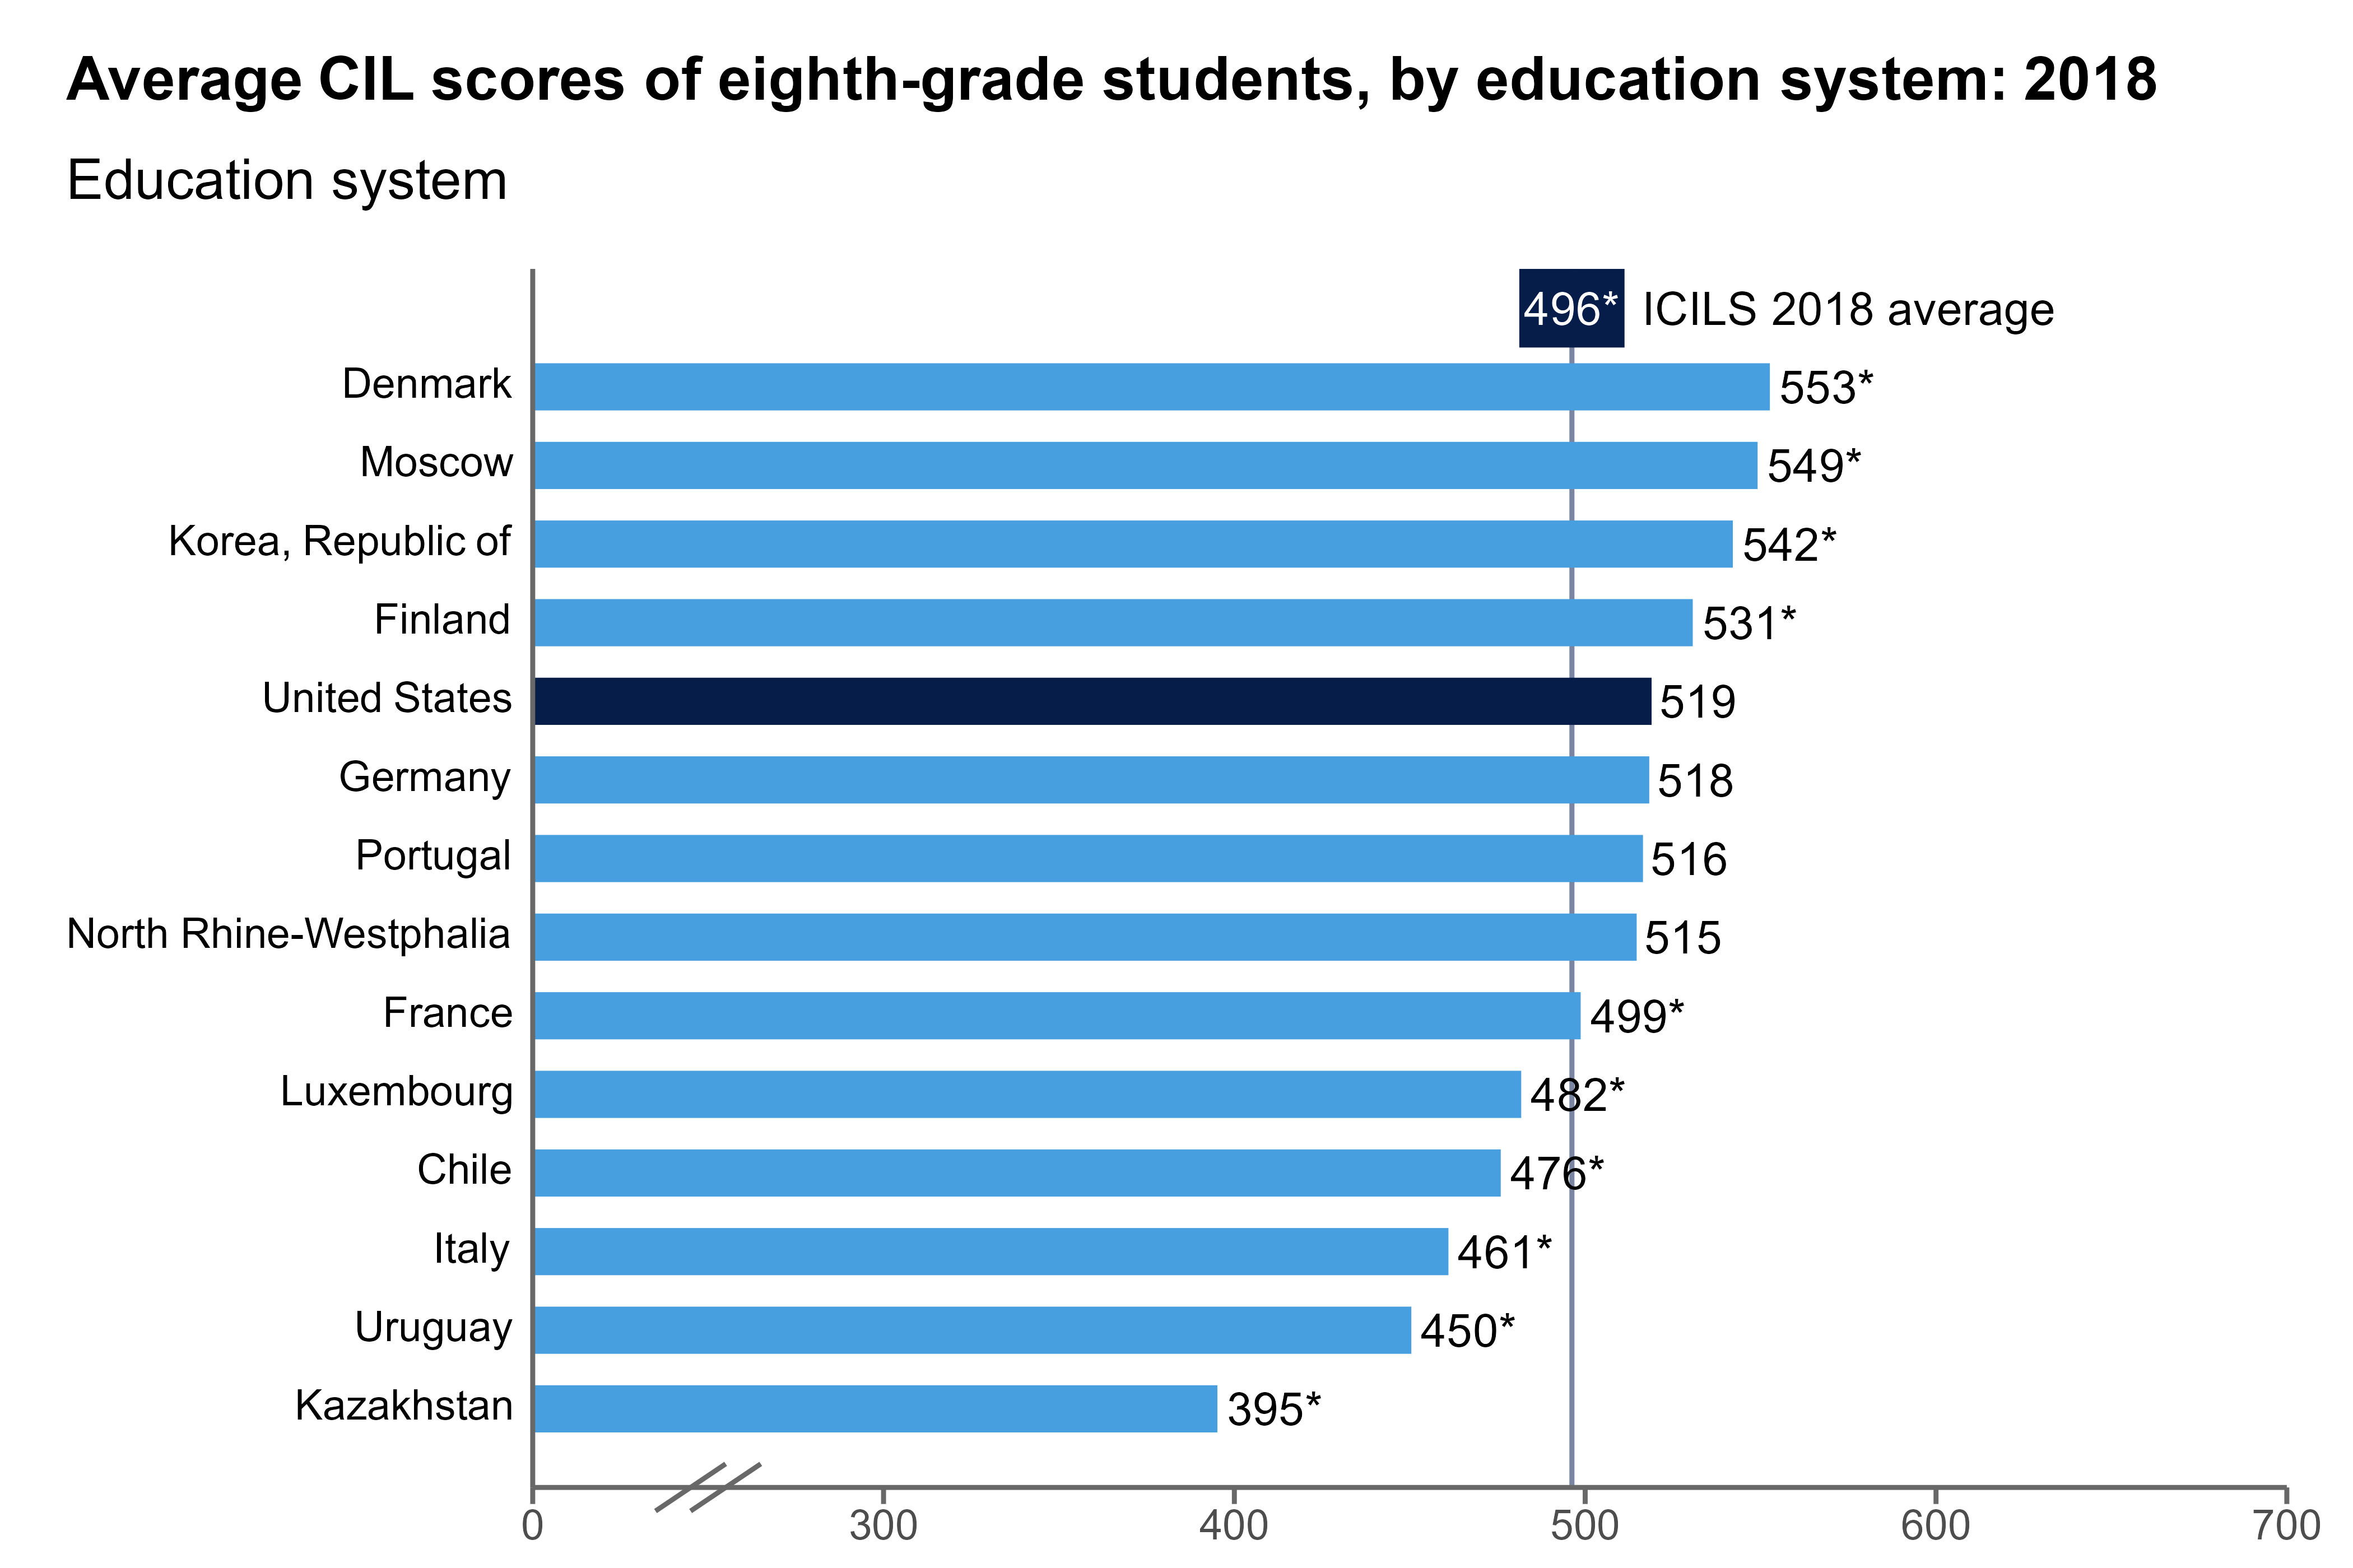 Average CIL scores of eighth-grade students, by education system: 2018
Education system
496* ICILS 2018 average
Denmark 553*
Moscow 549*
Korea, Republic of 542*
Finland 531*
United States 519
Germany 518
Portugal 516
North Rhine-Westphalia 515
France 499*
Luxembourg 482*
Chile 476*
Italy 461*
Uruguay 450*
Kazakhstan 395*
0 300 400 500 600 700